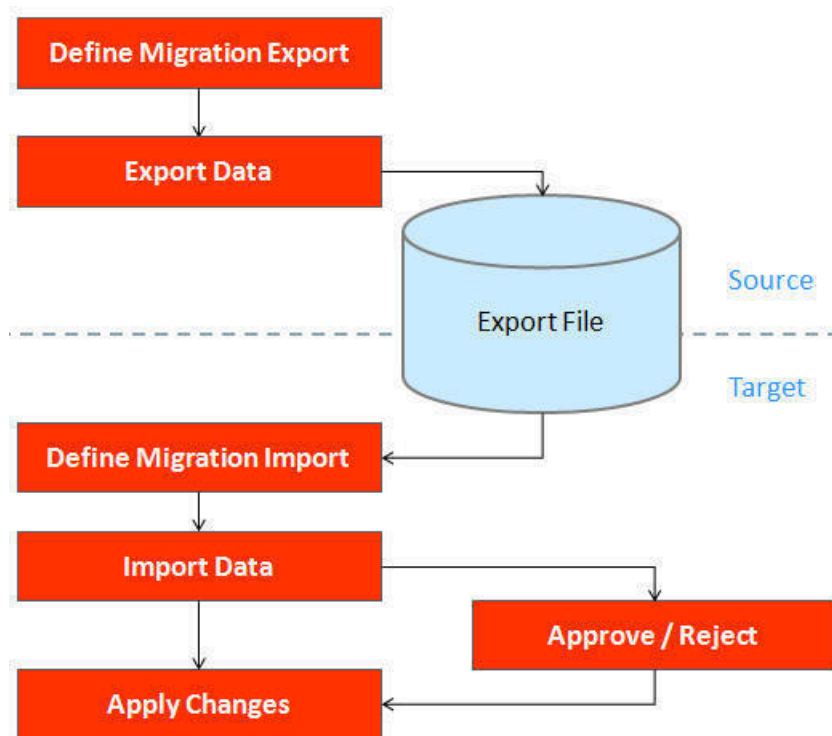 Define Migration Export
Export Data
Source
Export File
Target
Define Migration Import
Import Data
Approve / Reject
Apply Changes